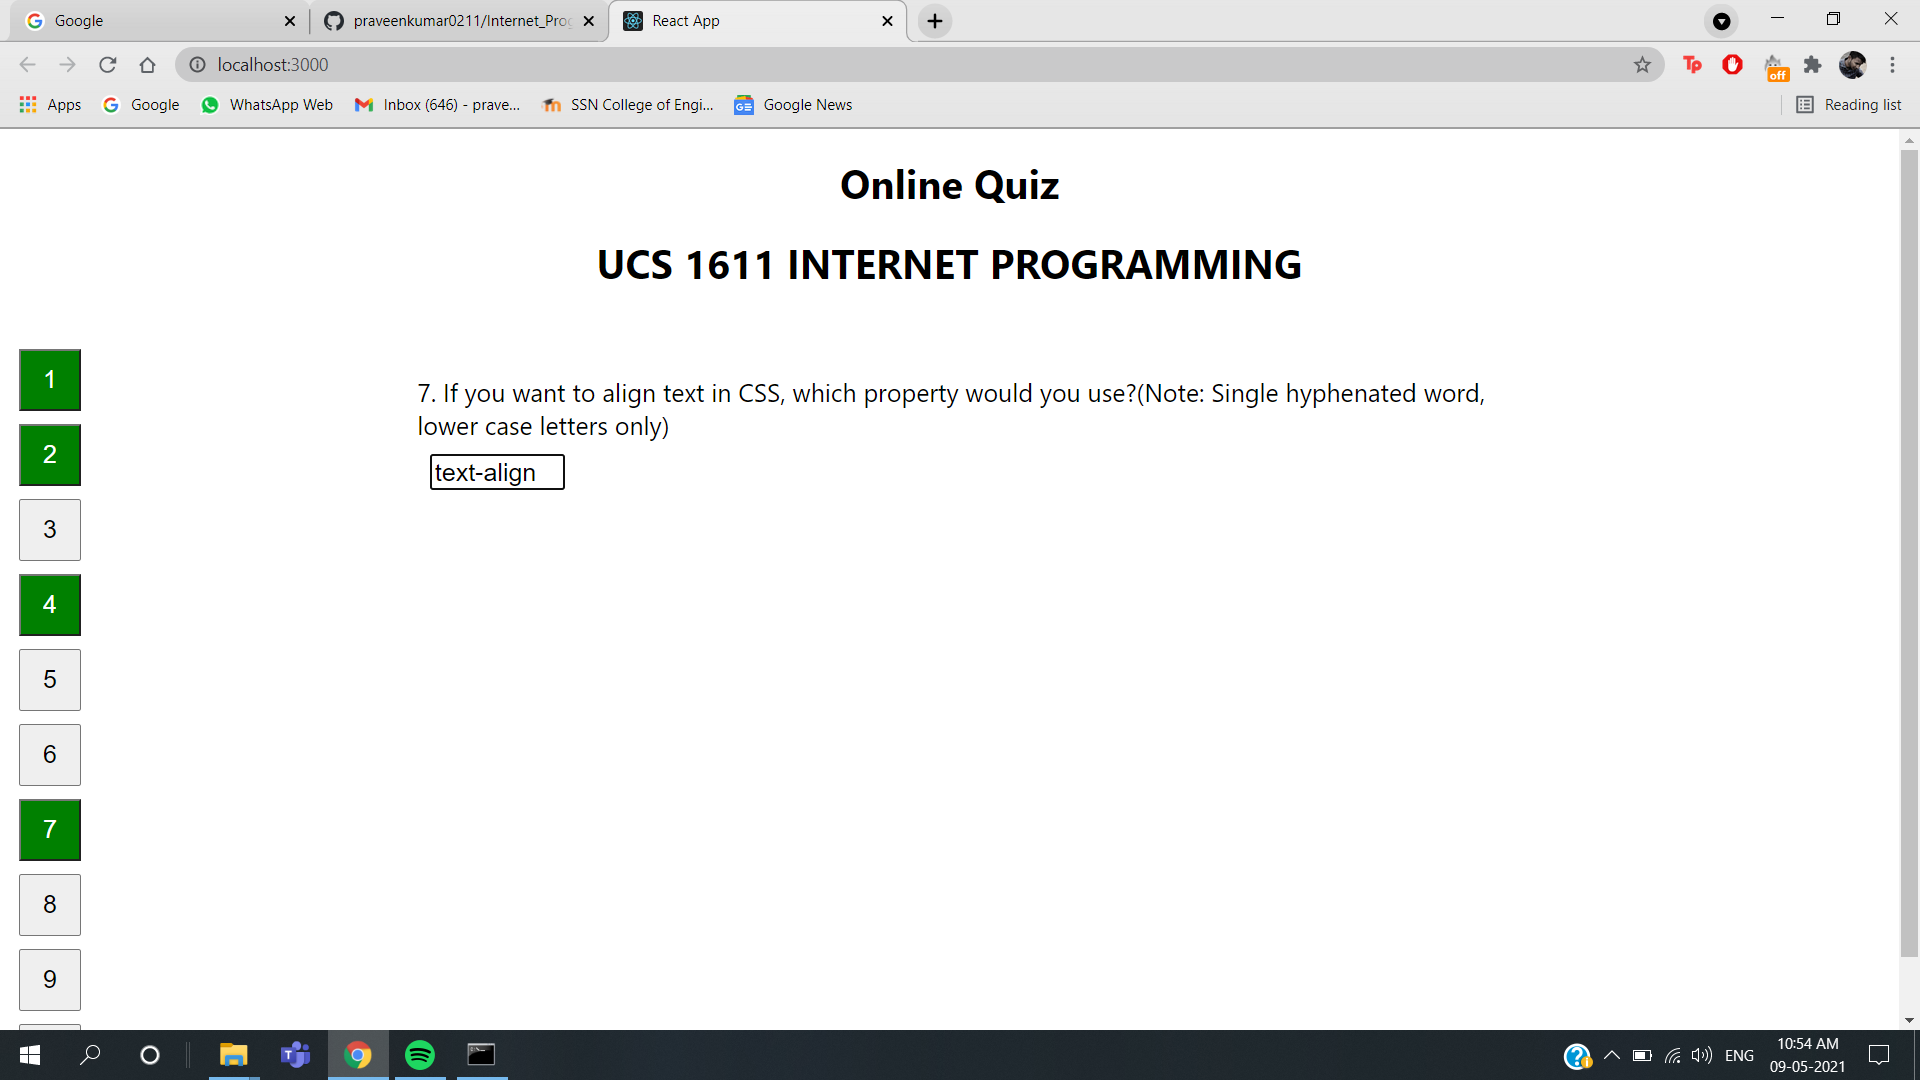 Google
praveenkumar0211/Internet_Prog
React App
localhost:3000
Apps
Google
WhatsApp Web
Inbox (646) - prave...
SSN College of Engi...
Google News
Reading list
Online Quiz
UCS 1611 INTERNET PROGRAMMING
1
2
3
4
5
6
7
8
9
7. If you want to align text in CSS, which property would you use?(Note: Single hyphenated word,
lower case letters only)
text-align
ENG
10:54 AM
09-05-2021
Tp
off
GE